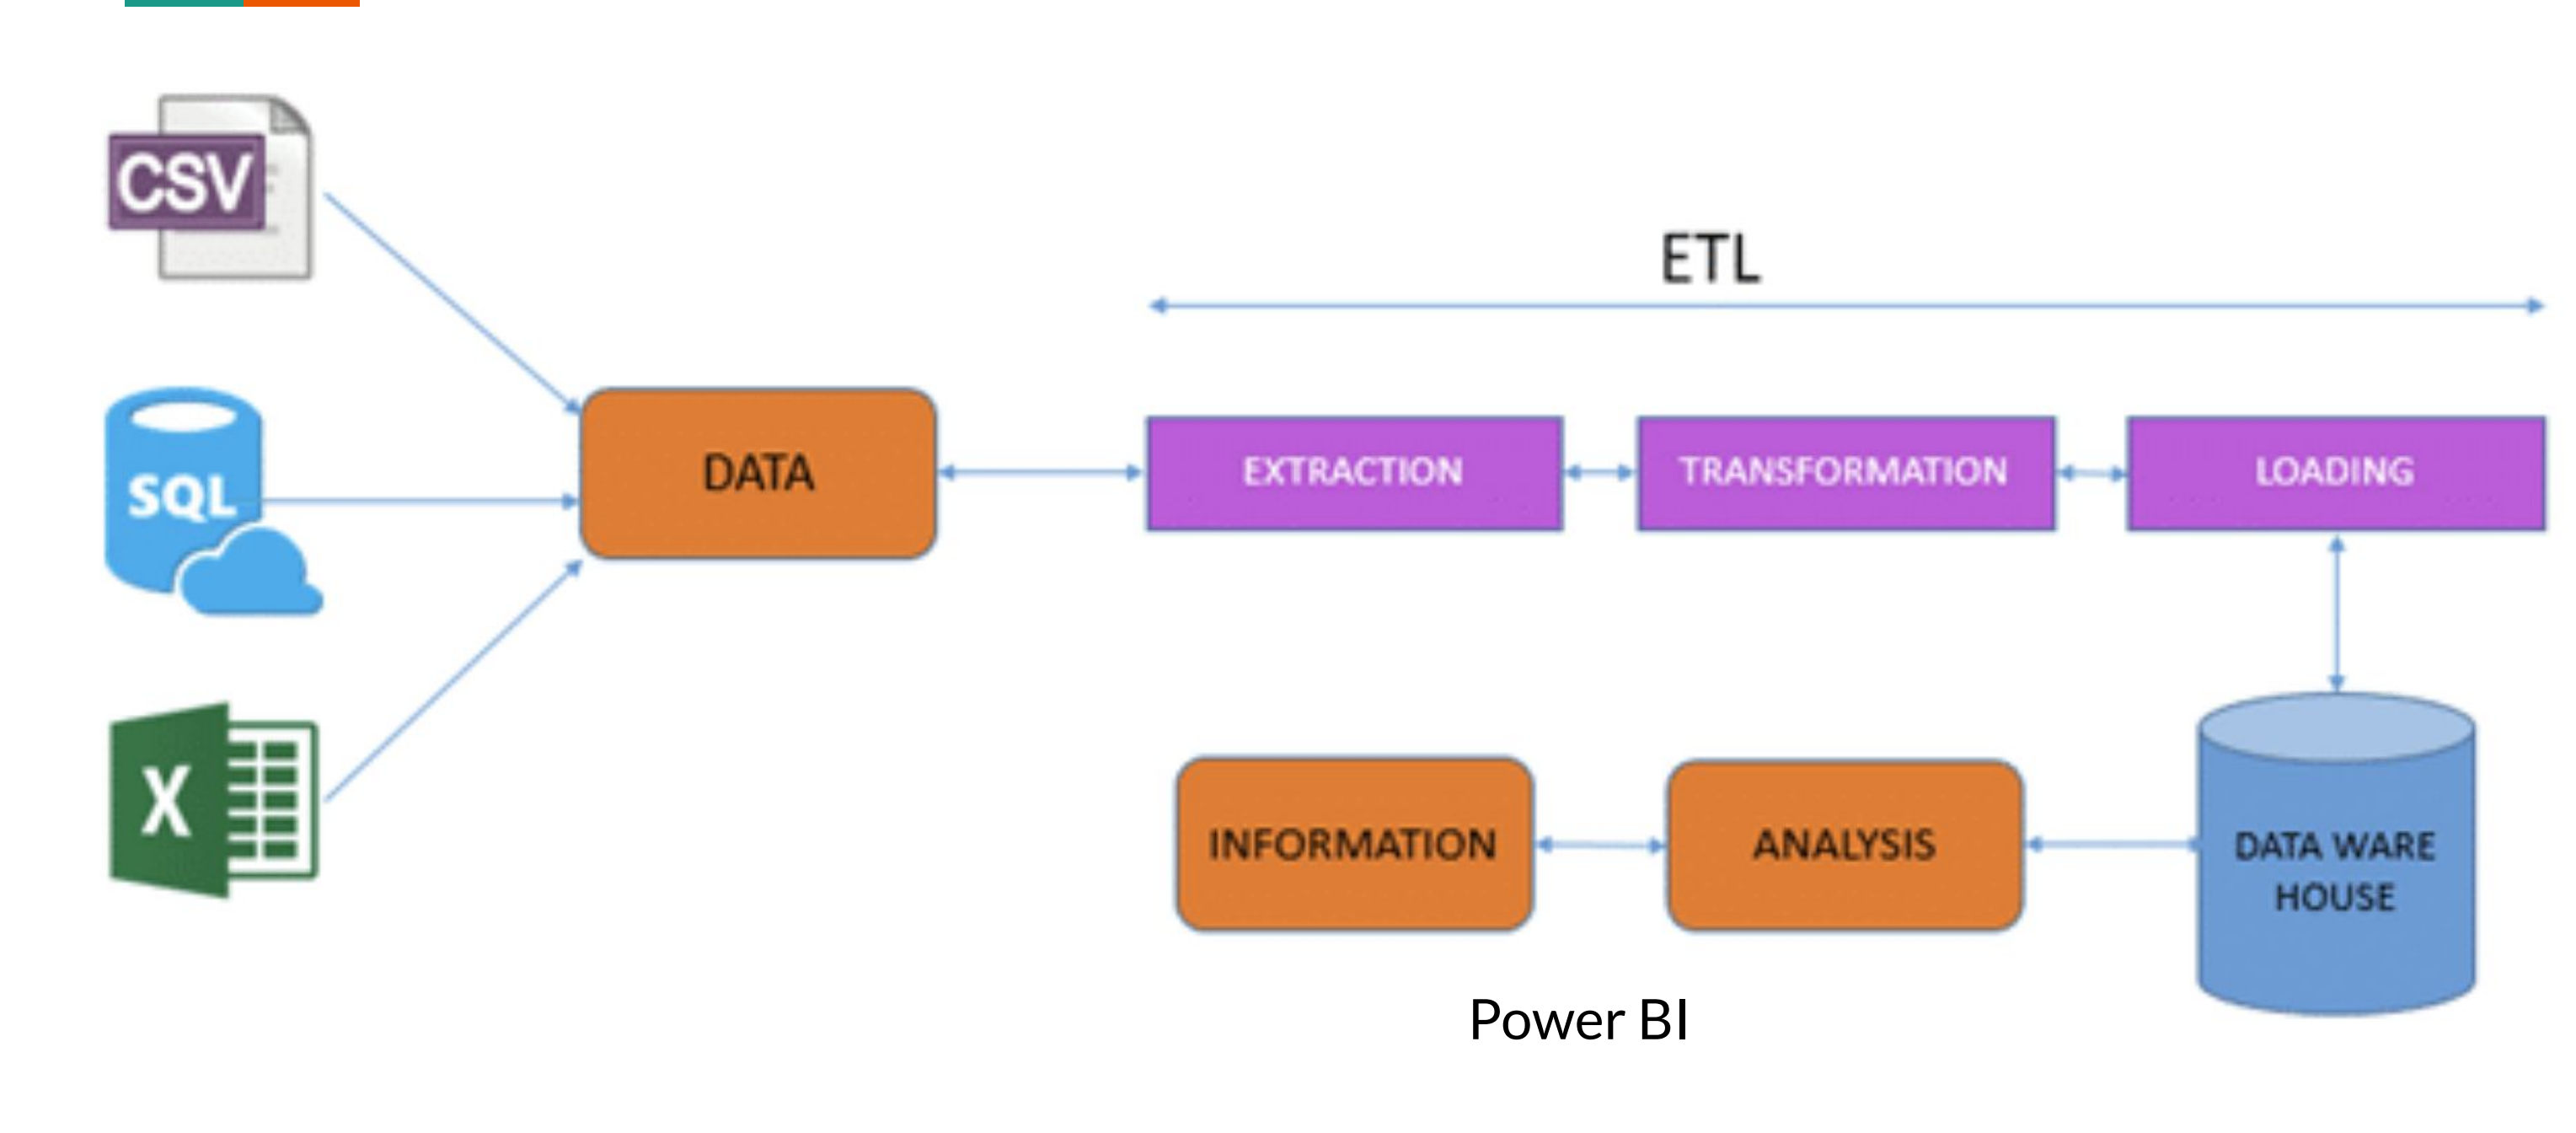 CSV
ETL
SQL
DATA
EXTRACTION
TRANSFORMATION
LOADING
X
INFORMATION
ANALYSIS
DATA WARE
HOUSE
Power BI